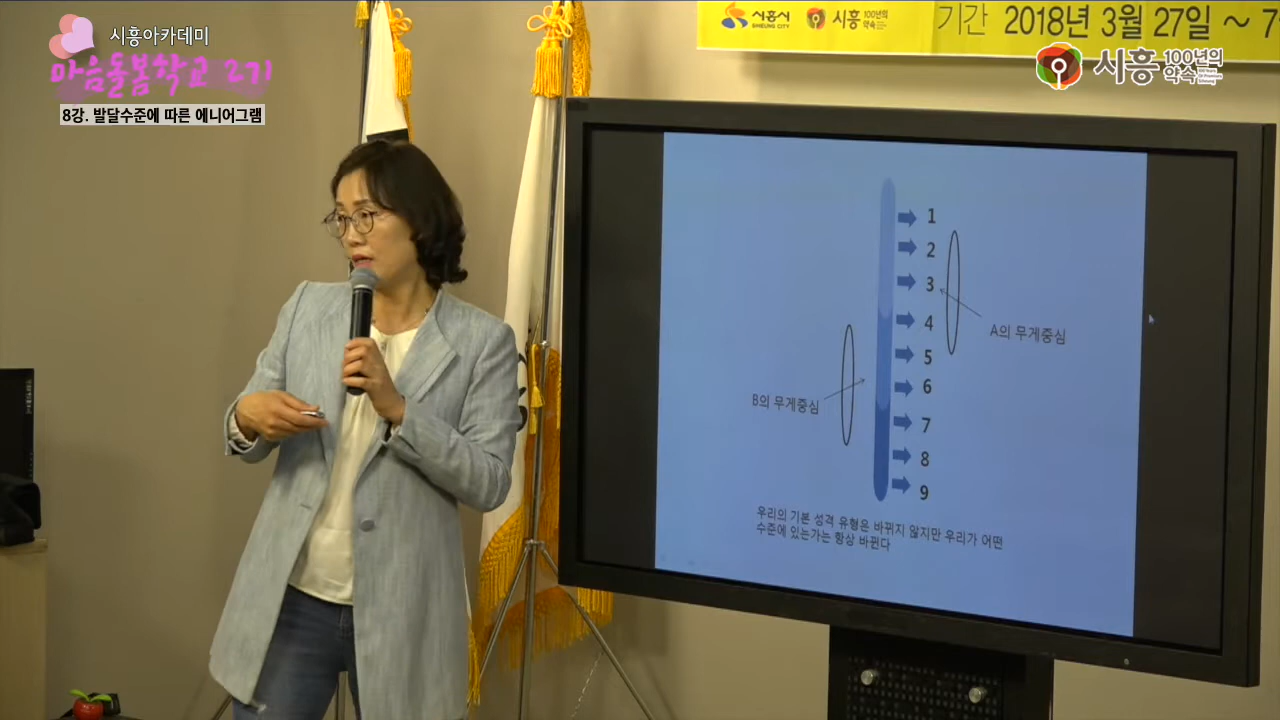 시흥아카데미
마음돌봄학교 2기
8강. 발달수준에 따른 에니어그램
시흥시
SIHEUNG CITY
시흥 100년의 약속
기간 2018년 3월 27일 ~ 7
시흥 100년의 약속
1
2
3
4
5
6
7
8
9
A의 무게중심
B의 무게중심
우리의 기본 성격 유형은 바뀌지 않지만 우리가 어떤
수준에 있는가는 항상 바뀐다